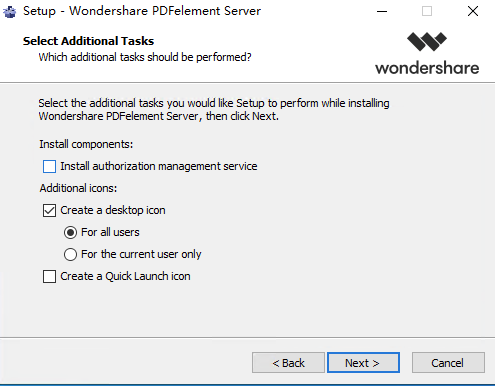 Setup - Wondershare PDFelement Server
Select Additional Tasks
Which additional tasks should be performed?
wondershare
Select the additional tasks you would like Setup to perform while installing
Wondershare PDFelement Server, then click Next.
Install components:
Install authorization management service
Additional icons:
Create a desktop icon
For all users
For the current user only
Create a Quick Launch icon
< Back
Next >
Cancel